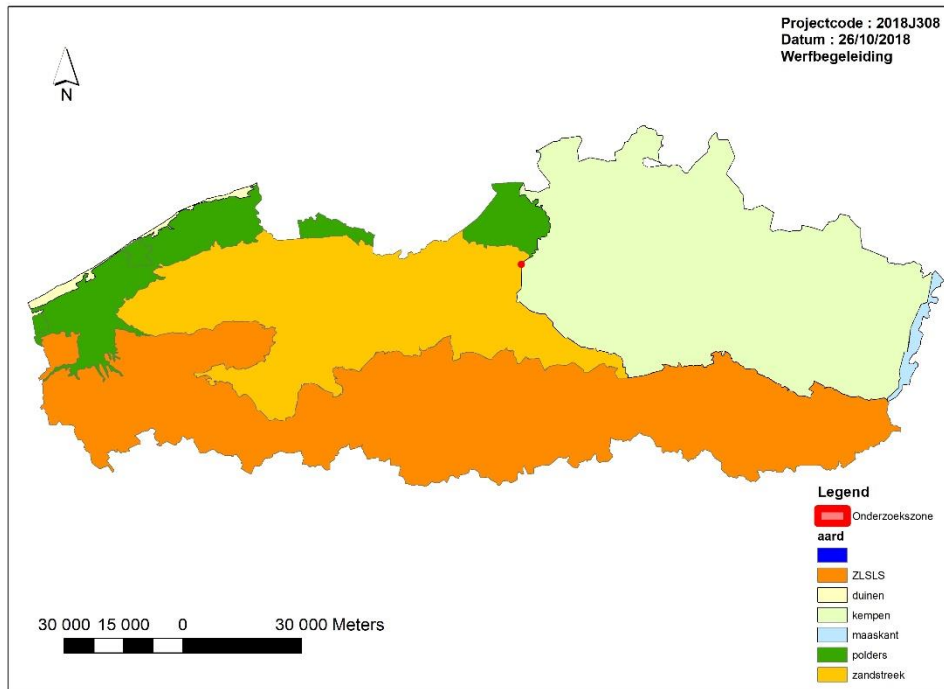 Projectcode : 2018J308
Datum : 26/10/2018
Werfbegeleiding
N
Legend
Onderzoekszone
aard
ZLSLS
duinen
kempen
maaskant
polders
zandstreek
30 000 15 000 0 30 000 Meters